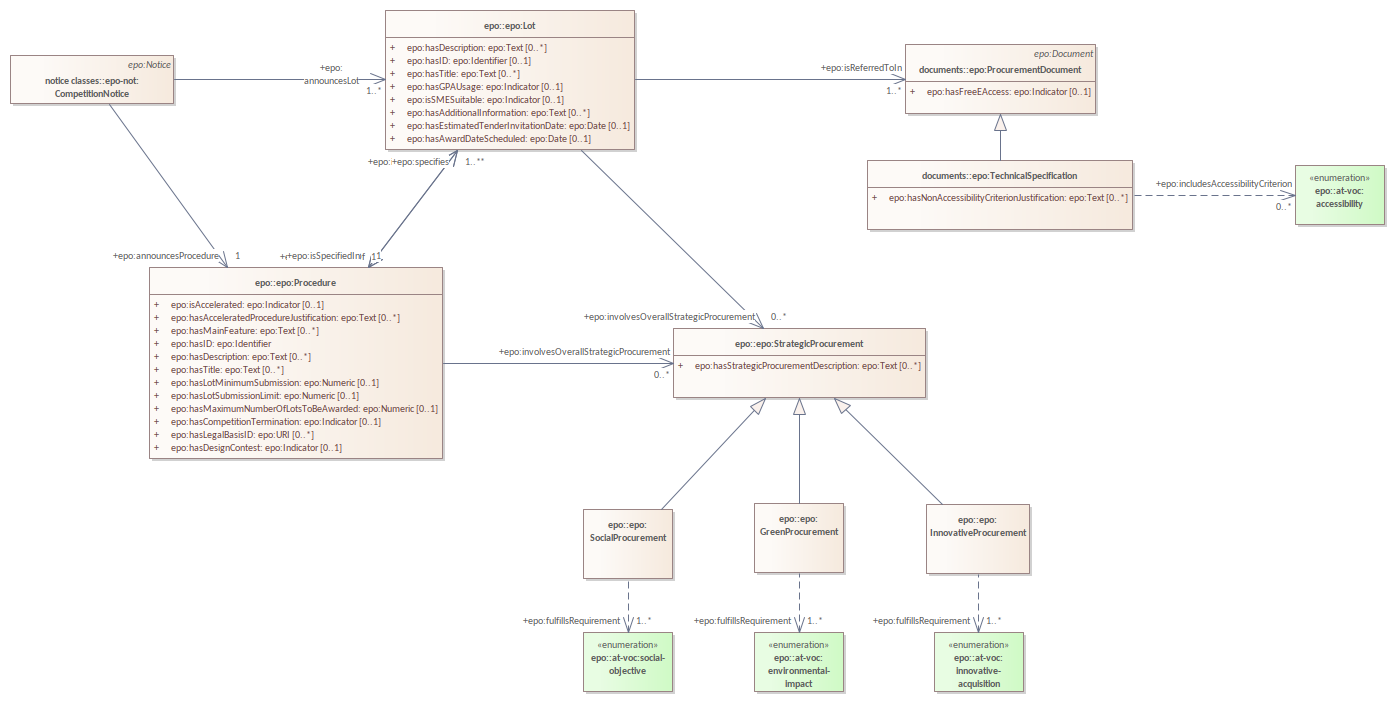 epo::epo:Lot
+ epo:hasDescription: epo:Text [0..*]
+ epo:hasID: epo:Identifier [0..1]
+ epo:hasTitle: epo:Text [0..*]
+ epo:hasGPAUsage: epo:Indicator [0..1]
+ epo:isSMESuitable: epo:Indicator [0..1]
+ epo:hasAdditionalInformation: epo:Text [0..*]
+ epo:hasEstimatedTenderInvitationDate: epo:Date [0..1]
+ epo:hasAwardDateScheduled: epo:Date [0..1]
epo:Notice
notice classes::epo-not:
CompetitionNotice
+epo:
announcesLot
1..*
+epo:isReferredToIn
1..*
epo:Document
documents::epo:ProcurementDocument
+ epo:hasFreeEAccess: epo:Indicator [0..1]
documents::epo:TechnicalSpecification
+ epo:hasNonAccessibilityCriterionJustification: epo:Text [0..*]
+epo:includesAccessibilityCriterion
0..*
«enumeration»
epo::at-voc:
accessibility
+epo:specifies
1..*
+epo:announcesProcedure
1
+epo:isSpecifiedIn
1
epo::epo:Procedure
+ epo:isAccelerated: epo:Indicator [0..1]
+ epo:hasAcceleratedProcedureJustification: epo:Text [0..*]
+ epo:hasMainFeature: epo:Text [0..*]
+ epo:hasID: epo:Identifier
+ epo:hasDescription: epo:Text [0..*]
+ epo:hasTitle: epo:Text [0..*]
+ epo:hasLotMinimumSubmission: epo:Numeric [0..1]
+ epo:hasLotSubmissionLimit: epo:Numeric [0..1]
+ epo:hasMaximumNumberOfLotsToBeAwarded: epo:Numeric [0..1]
+ epo:hasCompetitionTermination: epo:Indicator [0..1]
+ epo:hasLegalBasisID: epo:URI [0..*]
+ epo:hasDesignContest: epo:Indicator [0..1]
+epo:involvesOverallStrategicProcurement
0..*
+epo:involvesOverallStrategicProcurement
0..*
epo::epo:StrategicProcurement
+ epo:hasStrategicProcurementDescription: epo:Text [0..*]
epo::epo:
SocialProcurement
epo::epo:
GreenProcurement
epo::epo:
InnovativeProcurement
+epo:fulfillsRequirement
1..*
+epo:fulfillsRequirement
1..*
+epo:fulfillsRequirement
1..*
«enumeration»
epo::at-voc:social-
objective
«enumeration»
epo::at-voc:
environmental-
impact
«enumeration»
epo::at-voc:
innovative-
acquisition